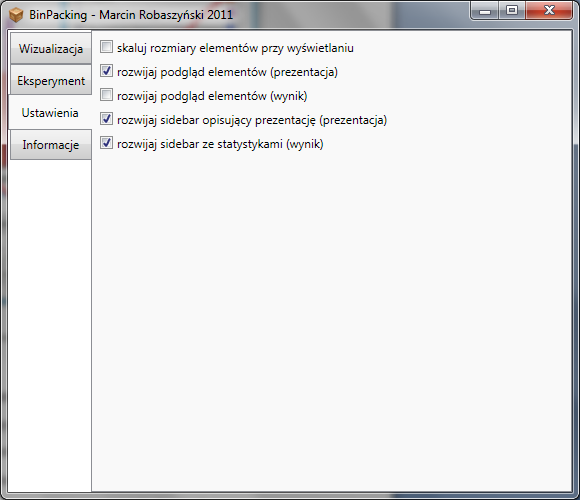 BinPacking - Marcin Robaszyński 2011
Wizualizacja
Eksperyment
Ustawienia
Informacje
skaluj rozmiary elementów przy wyświetlaniu
rozwijaj podgląd elementów (prezentacja)
rozwijaj podgląd elementów (wynik)
rozwijaj sidebar opisujący prezentację (prezentacja)
rozwijaj sidebar ze statystykami (wynik)